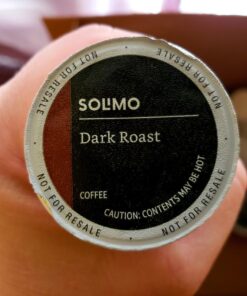 NOT FOR RESALE
NOT FOR RESALE
SOLIMO
Dark Roast
COFFEE
CAUTION: CONTENTS MAY BE HOT
NOT FOR RESALE
NOT FOR RESALE